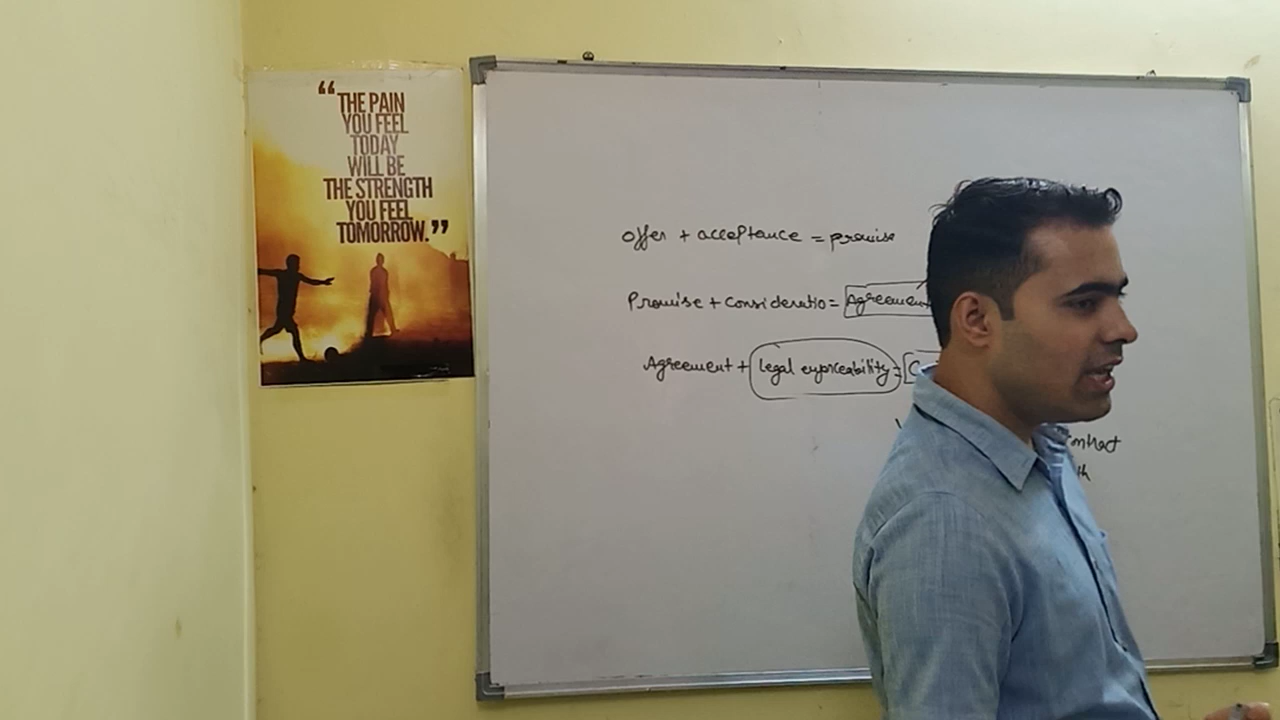 “THE PAIN
YOU FEEL
TODAY
WILL BE
THE STRENGTH
YOU FEEL
TOMORROW.”
offer + acceptance = promise
Promise + Consideratio = Agreement
Agreement + Legal enforceability =